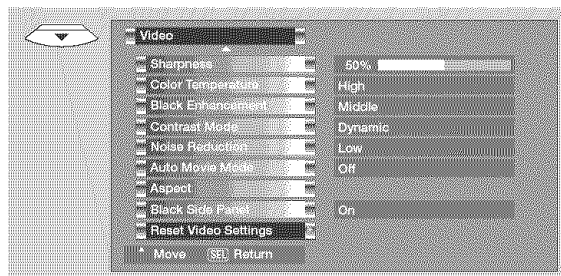 Video
Sharpness 50%
Color Temperature High
Black Enhancement Middle
Contrast Mode Dynamic
Noise Reduction Low
Auto Movie Mode Off
Aspect
Black Side Panel On
Reset Video Settings
Move SEL Return